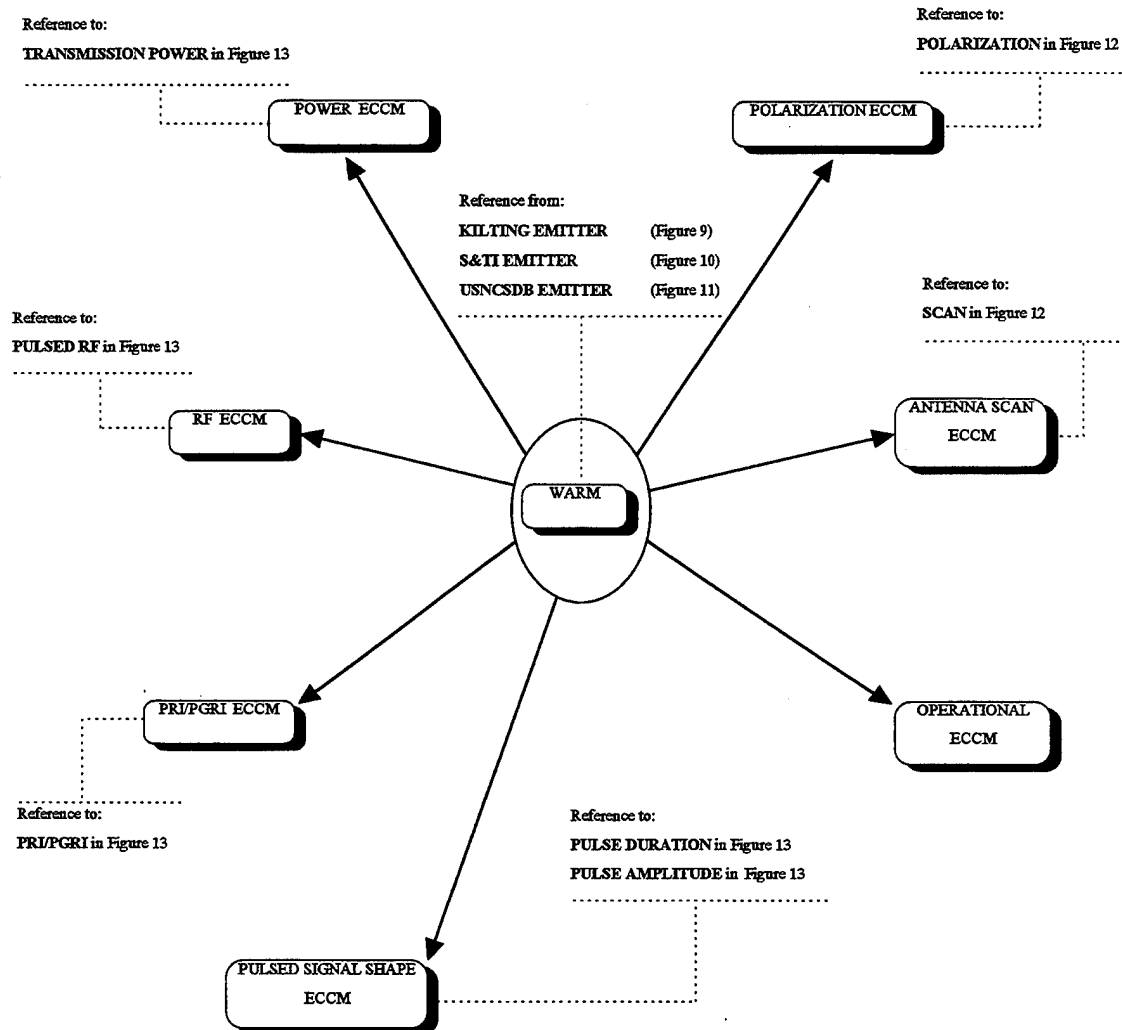 Reference to:
TRANSMISSION POWER in Figure 13
POWER ECCM
Reference to:
POLARIZATION in Figure 12
POLARIZATION ECCM
Reference from:
KILTING EMITTER (Figure 9)
S&TI EMITTER (Figure 10)
USNCSDB EMITTER (Figure 11)
Reference to:
SCAN in Figure 12
Reference to:
PULSED RF in Figure 13
RF ECCM
ANTENNA SCAN
ECCM
WARM
PRI/PGRI ECCM
OPERATIONAL
ECCM
Reference to:
PRI/PGRI in Figure 13
Reference to:
PULSE DURATION in Figure 13
PULSE AMPLITUDE in Figure 13
PULSED SIGNAL SHAPE
ECCM